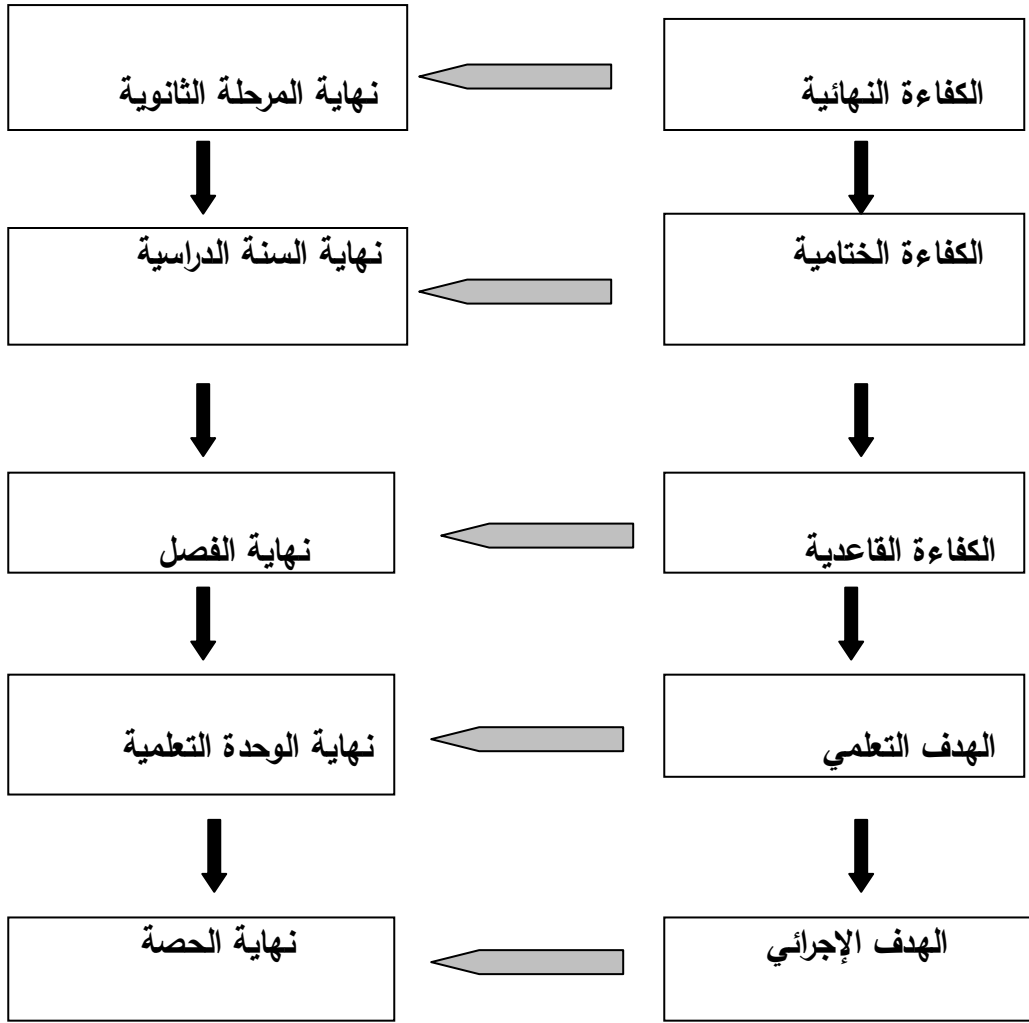 الكفاءة النهائية
نهاية المرحلة الثانوية
الكفاءة الختامية
نهاية السنة الدراسية
الكفاءة القاعدية
نهاية الفصل
الهدف التعلمي
نهاية الوحدة التعلمية
الهدف الإجرائي
نهاية الحصة